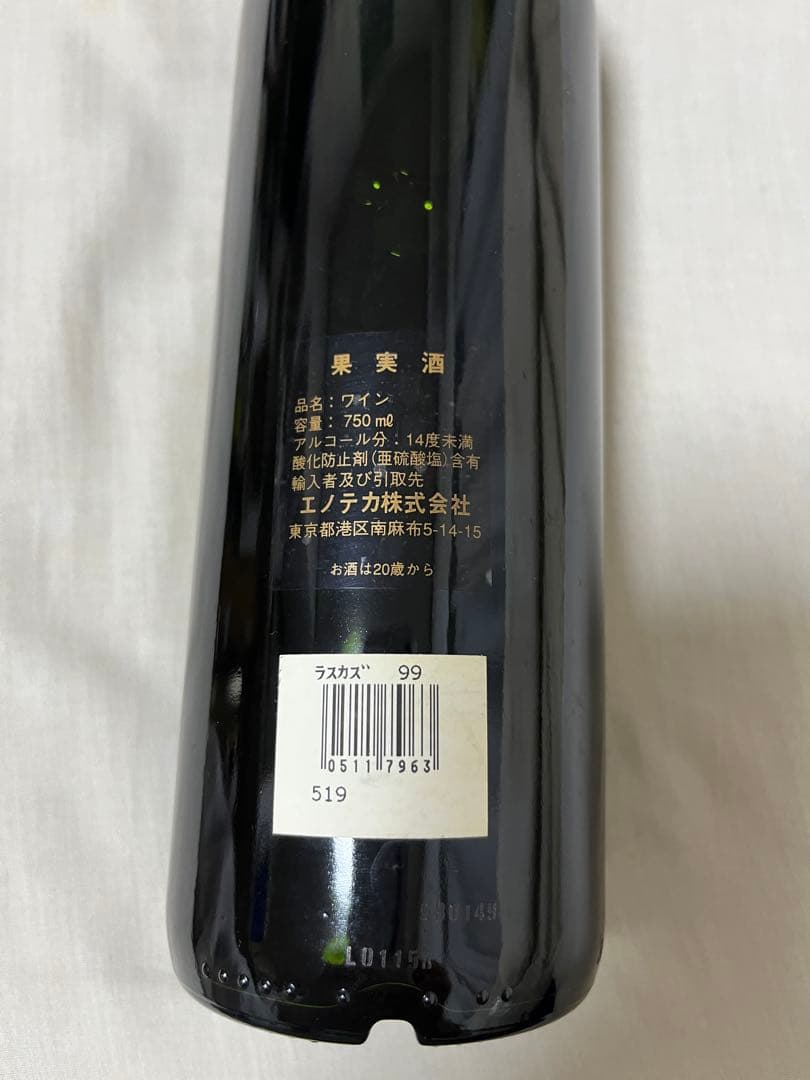 果実酒
品名：ワイン
容量：750㎖
アルコール分：14度未満
酸化防止剤(亜硫酸塩)含有
輸入者及び引取先
エノテカ株式会社
東京都港区南麻布5-14-15
お酒は20歳から
ﾗｽｶｽﾞ 99
0511 7963
519